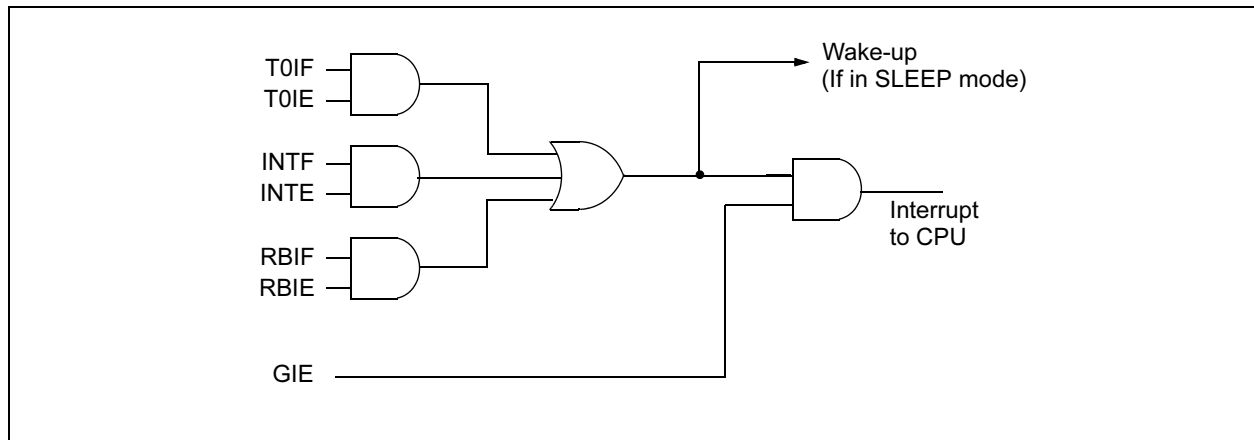 T0IF
T0IE
INTF
INTE
RBIF
RBIE
GIE
Wake-up
(If in SLEEP mode)
Interrupt
to CPU